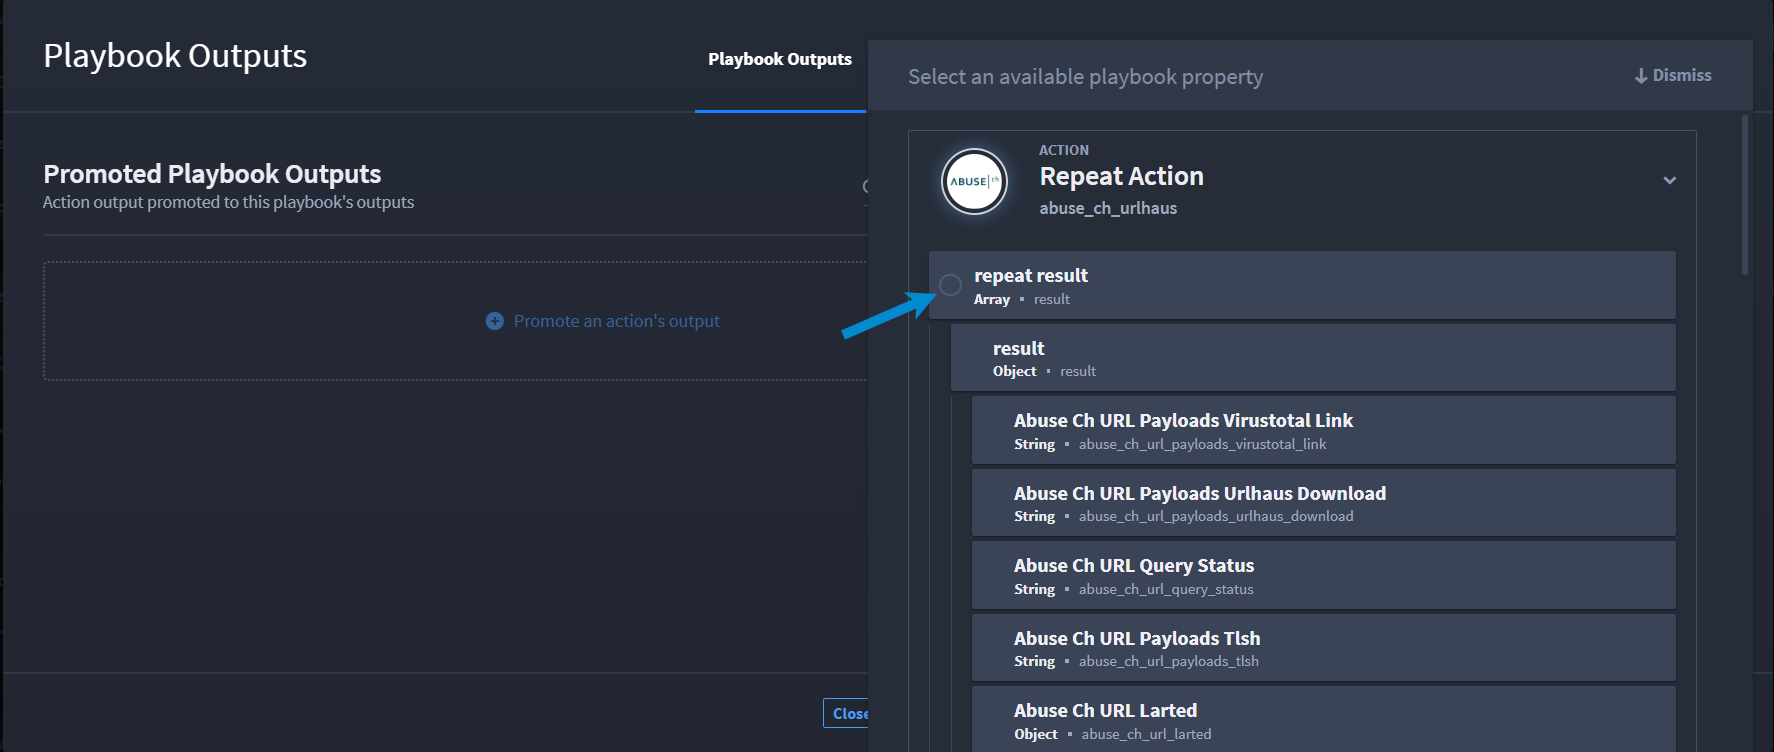 Playbook Outputs
Playbook Outputs
Promoted Playbook Outputs
Action output promoted to this playbook's outputs
Promote an action's output
Close
Select an available playbook property
Dismiss
ABUSE|ch
ACTION
Repeat Action
abuse_ch_urlhaus
repeat result
Array ▪ result
result
Object ▪ result
Abuse Ch URL Payloads Virustotal Link
String ▪ abuse_ch_url_payloads_virustotal_link
Abuse Ch URL Payloads Urlhaus Download
String ▪ abuse_ch_url_payloads_urlhaus_download
Abuse Ch URL Query Status
String ▪ abuse_ch_url_query_status
Abuse Ch URL Payloads Tlsh
String ▪ abuse_ch_url_payloads_tlsh
Abuse Ch URL Larted
Object ▪ abuse_ch_url_larted